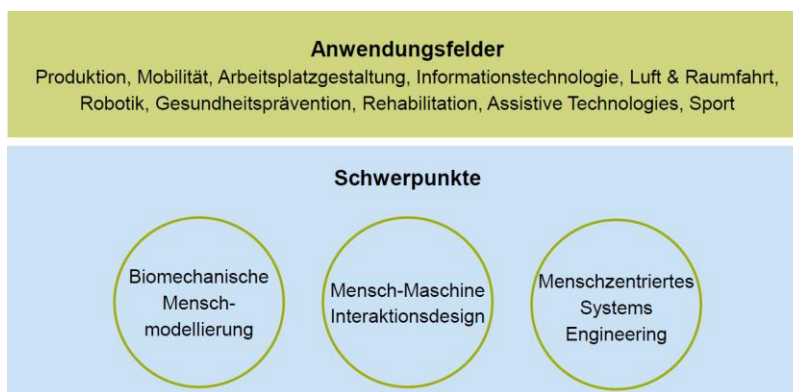 Anwendungsfelder
Produktion, Mobilität, Arbeitsplatzgestaltung, Informationstechnologie, Luft & Raumfahrt,
Robotik, Gesundheitsprävention, Rehabilitation, Assistive Technologies, Sport
Schwerpunkte
Biomechanische
Mensch-
modellierung
Mensch-Maschine
Interaktionsdesign
Menschzentriertes
Systems
Engineering